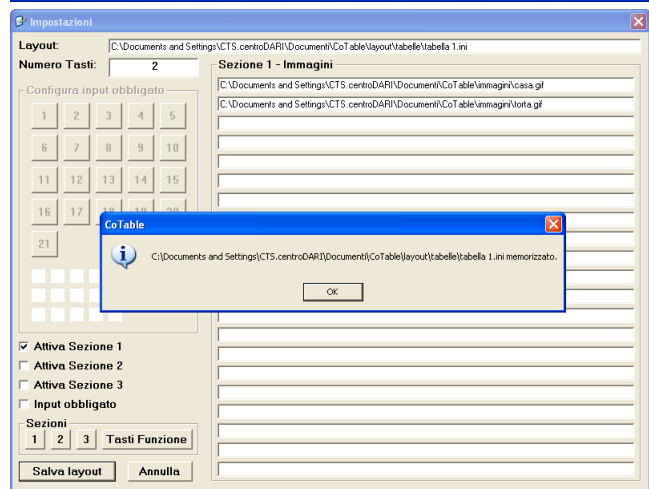 Impostazioni
Layout: C:\Documents and Settings\CTS.centroDARI\Documenti\CoTable\layout\tabelle\tabella 1.ini
Numero Tasti: 2
Sezione 1 - Immagini
C:\Documents and Settings\CTS.centroDARI\Documenti\CoTable\immagini\casa.gif
C:\Documents and Settings\CTS.centroDARI\Documenti\CoTable\immagini\torta.gif
Configura input obbligato
1 2 3 4 5
6 7 8 9 10
11 12 13 14 15
16 17 18 19 20
21
CoTable
C:\Documents and Settings\CTS.centroDARI\Documenti\CoTable\layout\tabelle\tabella 1.ini memorizzato.
OK
Attiva Sezione 1
Attiva Sezione 2
Attiva Sezione 3
Input obbligato
Sezioni
1 2 3 Tasti Funzione
Salva layout Annulla